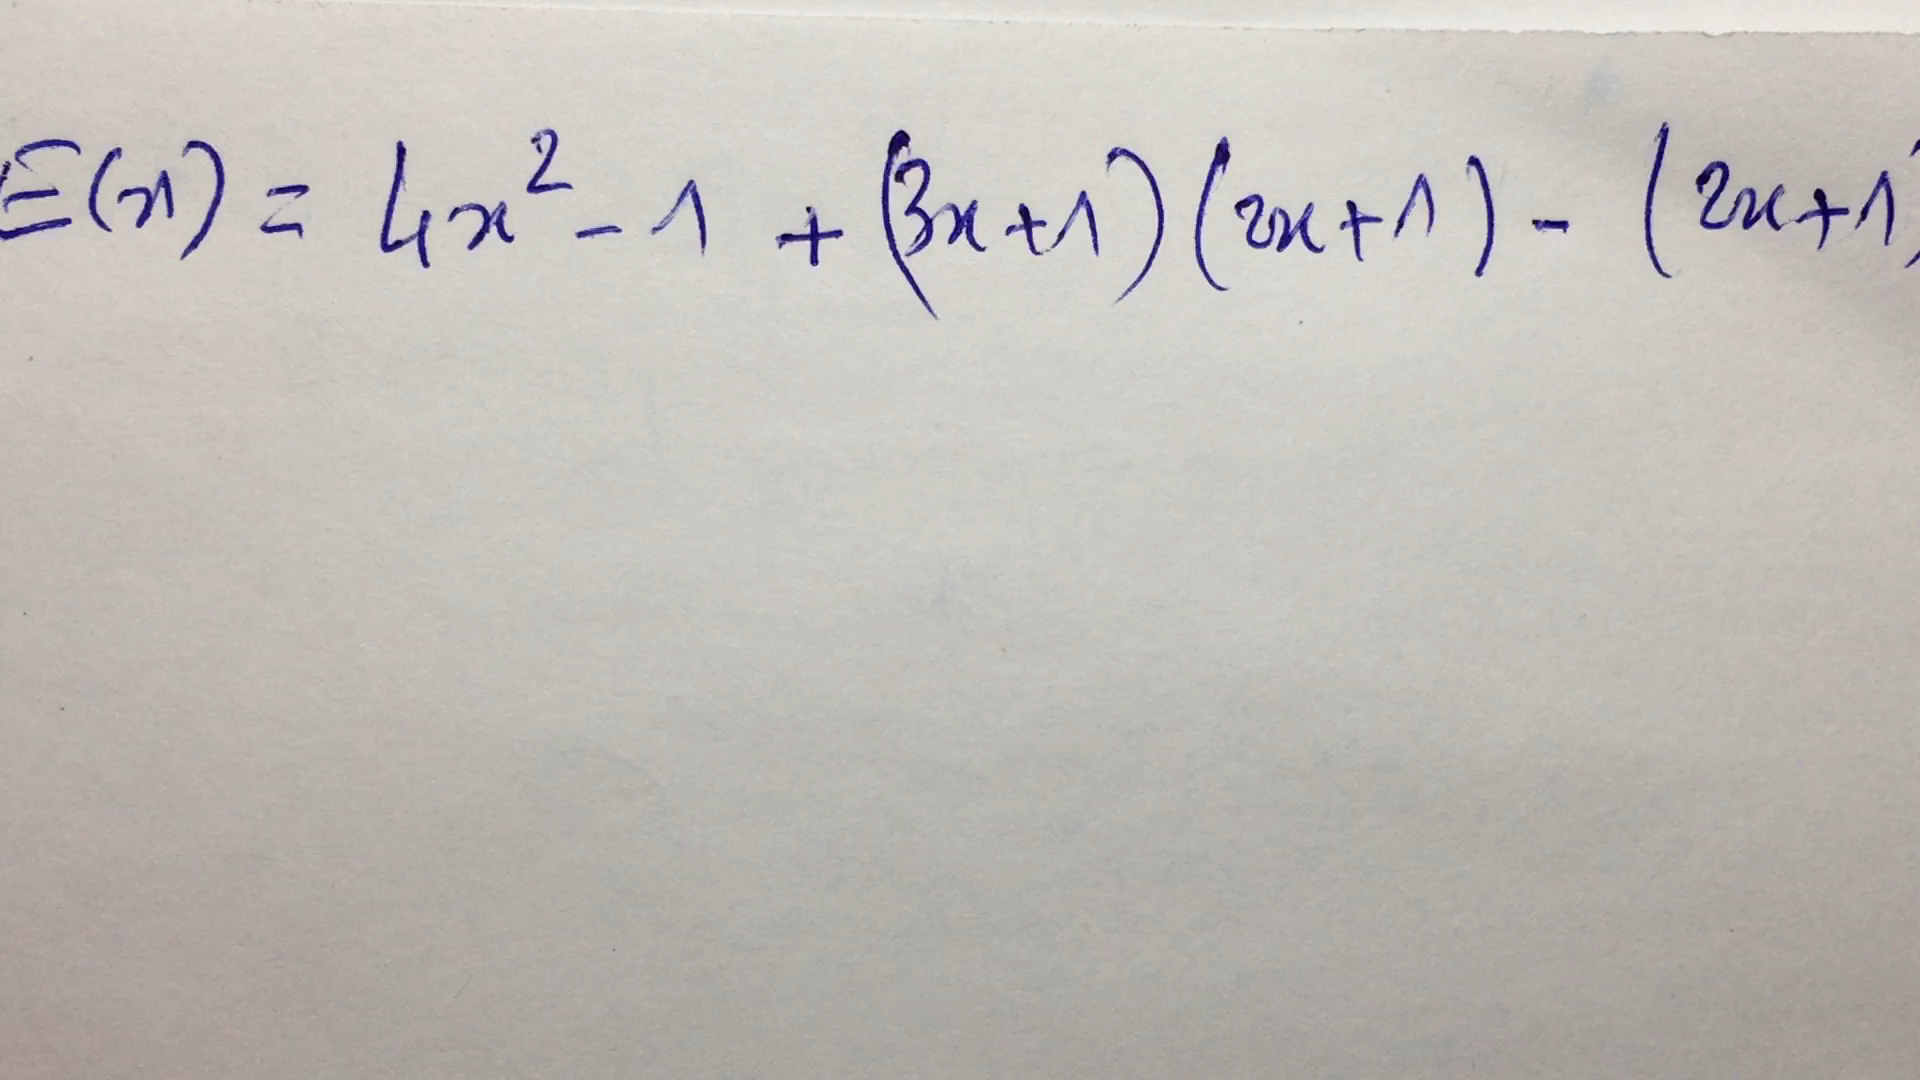 E(x) = 4x² - 1 + (3x+1)(2x+1) - (2x+1)